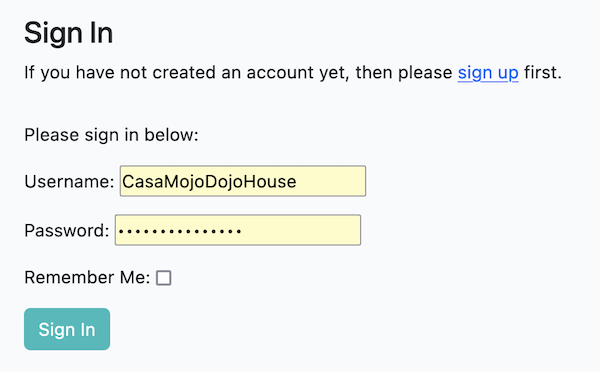 Sign In
If you have not created an account yet, then please sign up first.
Please sign in below:
Username: CasaMojoDojoHouse
Password: •••••••••••••••
Remember Me:
Sign In